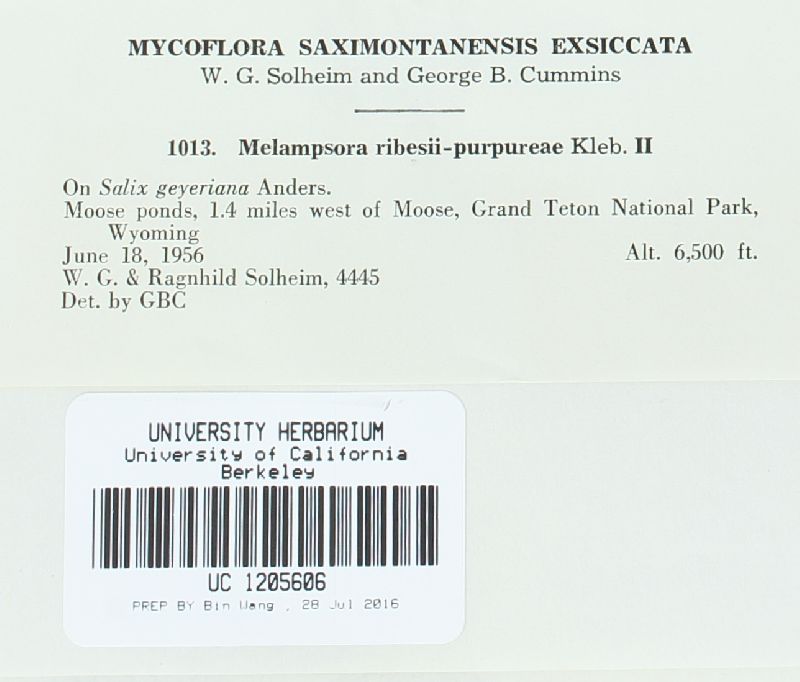 MYCOFLORA SAXIMONTANENSIS EXSICCATA
W. G. Solheim and George B. Cummins
1013. Melampsora ribesii-purpureae Kleb. II
On Salix geyeriana Anders.
Moose ponds, 1.4 miles west of Moose, Grand Teton National Park,
Wyoming
June 18, 1956 Alt. 6,500 ft.
W. G. & Ragnhild Solheim, 4445
Det. by GBC
UNIVERSITY HERBARIUM
University of California
Berkeley
UC 1205606
PREP BY Bin Wang , 28 Jul 2016